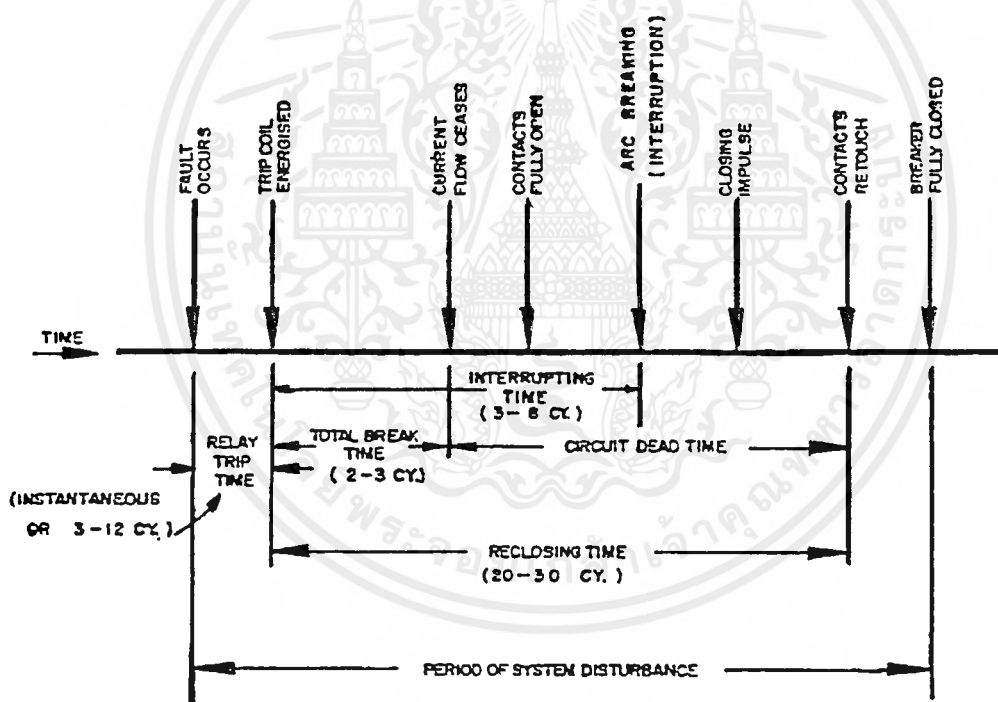 FAULT
OCCURS
TRIP COIL
ENERGISED
CURRENT
FLOW CEASES
CONTACTS
FULLY OPEN
ARC BREAKING
(INTERRUPTION)
CLOSING
IMPULSE
CONTACTS
RETOUCH
BREAKER
FULLY CLOSED
TIME
INTERRUPTING
TIME
(3-8 CY.)
RELAY
TRIP
TIME
TOTAL BREAK
TIME
(2-3 CY.)
CIRCUIT DEAD TIME
(INSTANTANEOUS
OR 3-12 CY.)
RECLOSING TIME
(20-30 CY.)
PERIOD OF SYSTEM DISTURBANCE